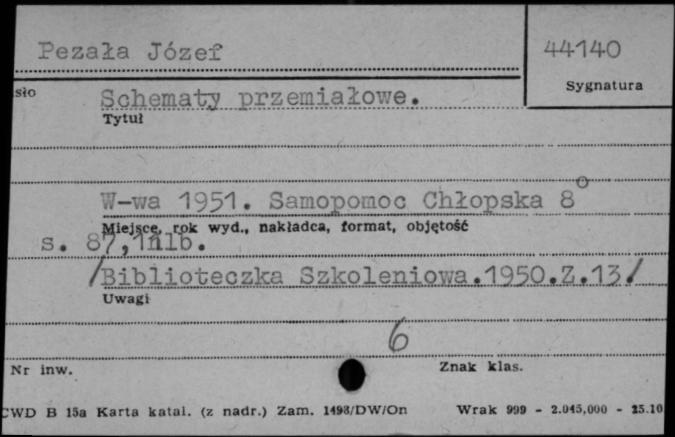 Pezała Józef
44140
Sygnatura
sło
Schematy przemiałowe.
Tytuł
W-wa 1951. Samopomoc Chłopska 8°
Miejsce, rok wyd., nakładca, format, objętość
s. 87,1nlb.
/Biblioteczka Szkoleniowa.1950.Z.13/
Uwagi
6
Nr inw.
Znak klas.
CWD B 15a Karta katal. (z nadr.) Zam. 1498/DW/On
Wrak 999 - 2.045,000 - 25.10